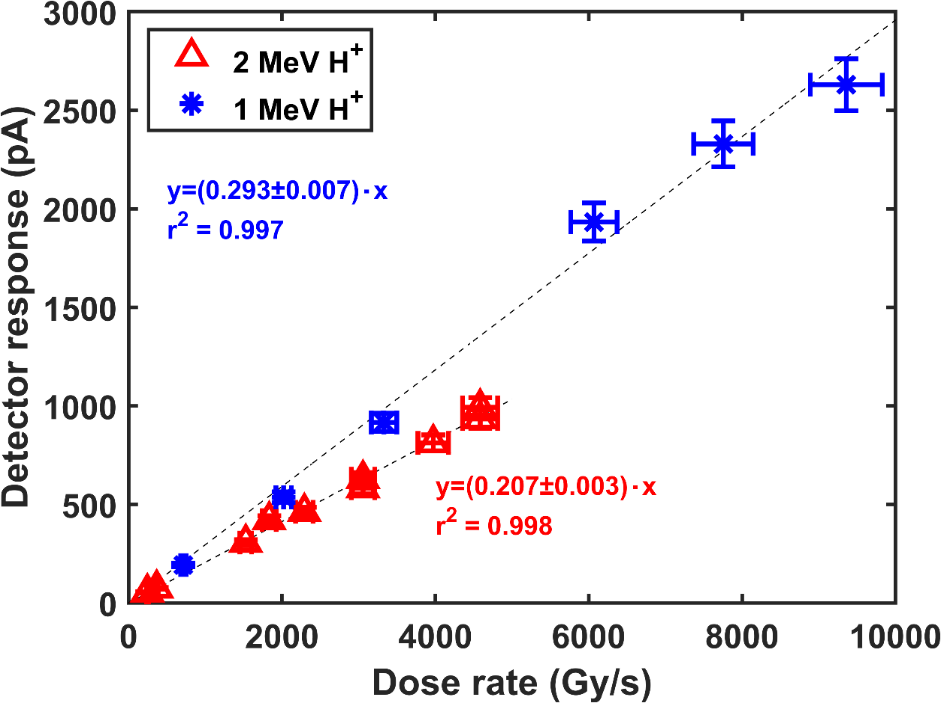 3000
2500
2000
1500
1000
500
0
Detector response (pA)
2 MeV H+
1 MeV H+
y=(0.293±0.007)·x
r2 = 0.997
y=(0.207±0.003)·x
r2 = 0.998
0 2000 4000 6000 8000 10000
Dose rate (Gy/s)